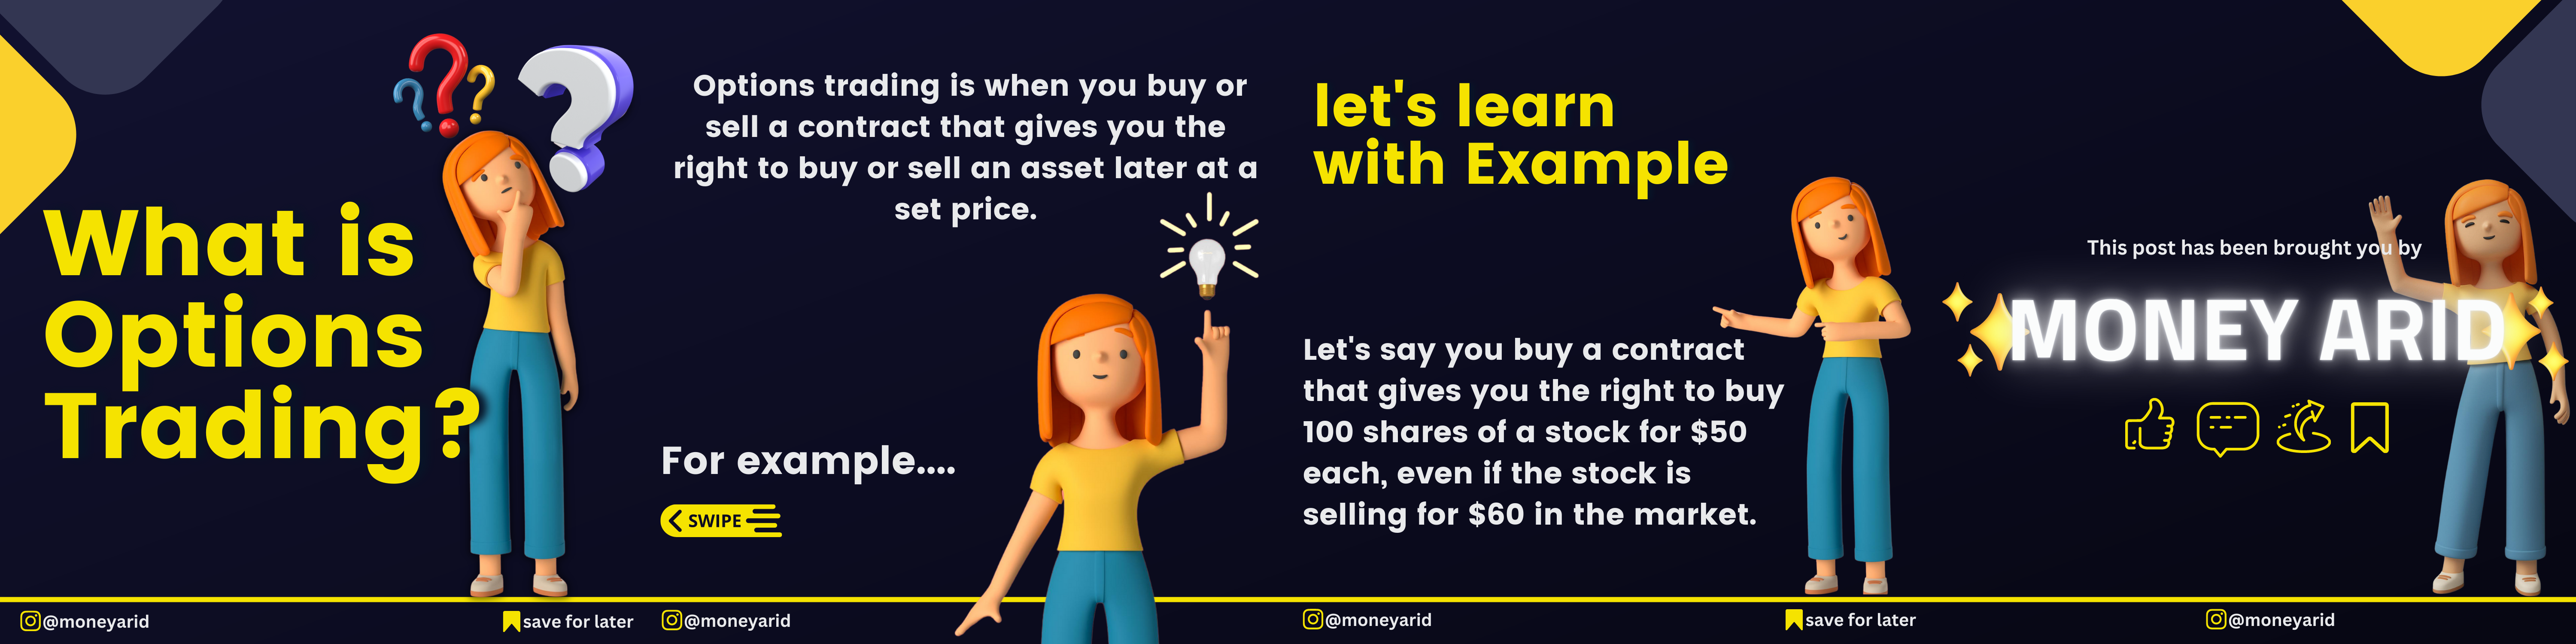 What is
Options
Trading?
@moneyarid
save for later
Options trading is when you buy or
sell a contract that gives you the
right to buy or sell an asset later at a
set price.
For example....
SWIPE
@moneyarid
let's learn
with Example
Let's say you buy a contract
that gives you the right to buy
100 shares of a stock for $50
each, even if the stock is
selling for $60 in the market.
@moneyarid
save for later
This post has been brought you by
MONEY ARID
@moneyarid